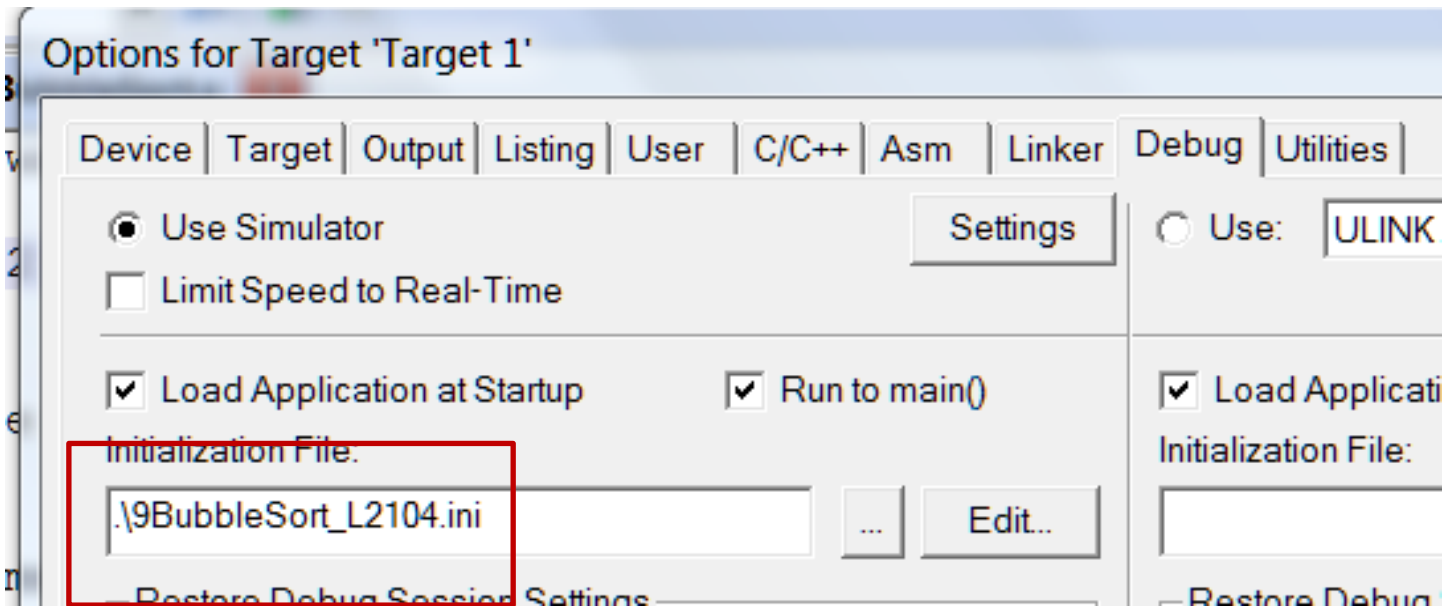 Options for Target 'Target 1'
Device Target Output Listing User C/C++ Asm Linker Debug Utilities
Use Simulator Settings Use: ULINK
Limit Speed to Real-Time
Load Application at Startup Run to main() Load Applicati
Initialization File: Initialization File:
.\9BubbleSort_L2104.ini ... Edit...
Restore Debug Session Settings Restore Debug